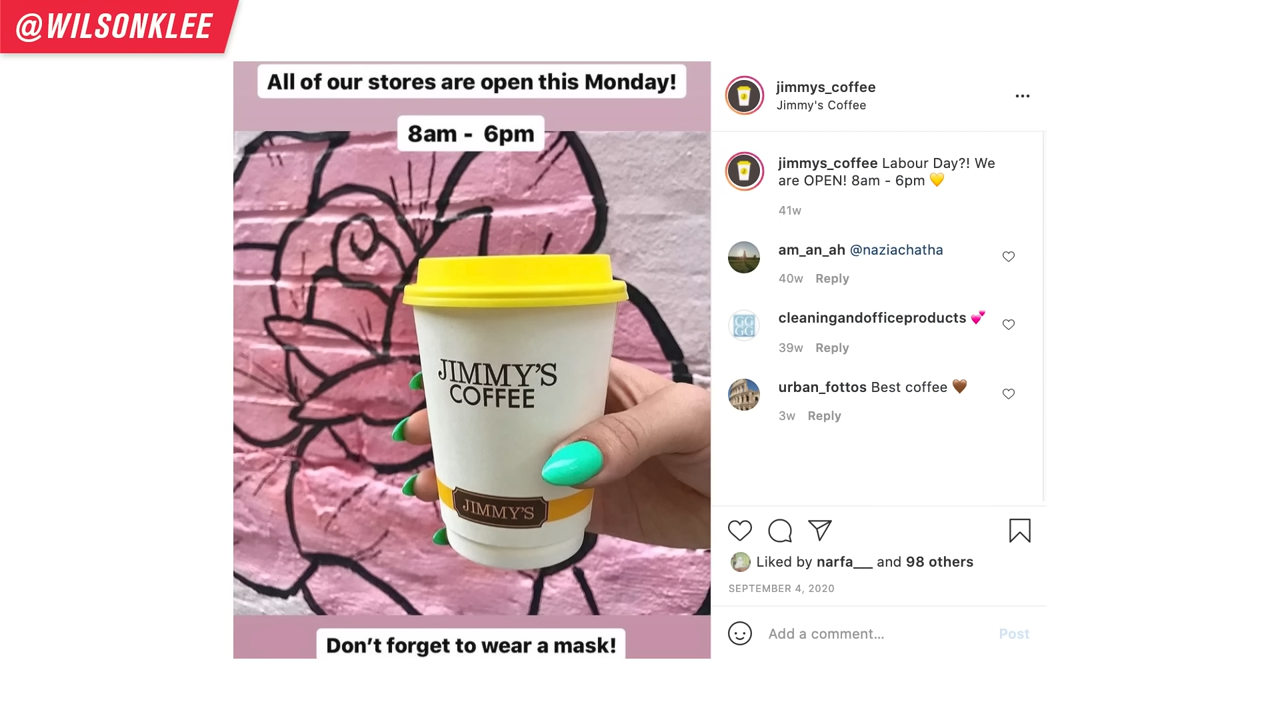 @WILSONKLEE
All of our stores are open this Monday!
8am - 6pm
JIMMY'S
COFFEE
JIMMY'S
Don't forget to wear a mask!
jimmys_coffee
Jimmy's Coffee
jimmys_coffee Labour Day?! We
are OPEN! 8am - 6pm 💛
41w
am_an_ah @naziachatha
40w Reply
cleaningandofficeproducts 💕
39w Reply
urban_fottos Best coffee 🤎
3w Reply
Liked by narfa___ and 98 others
SEPTEMBER 4, 2020
Add a comment... Post